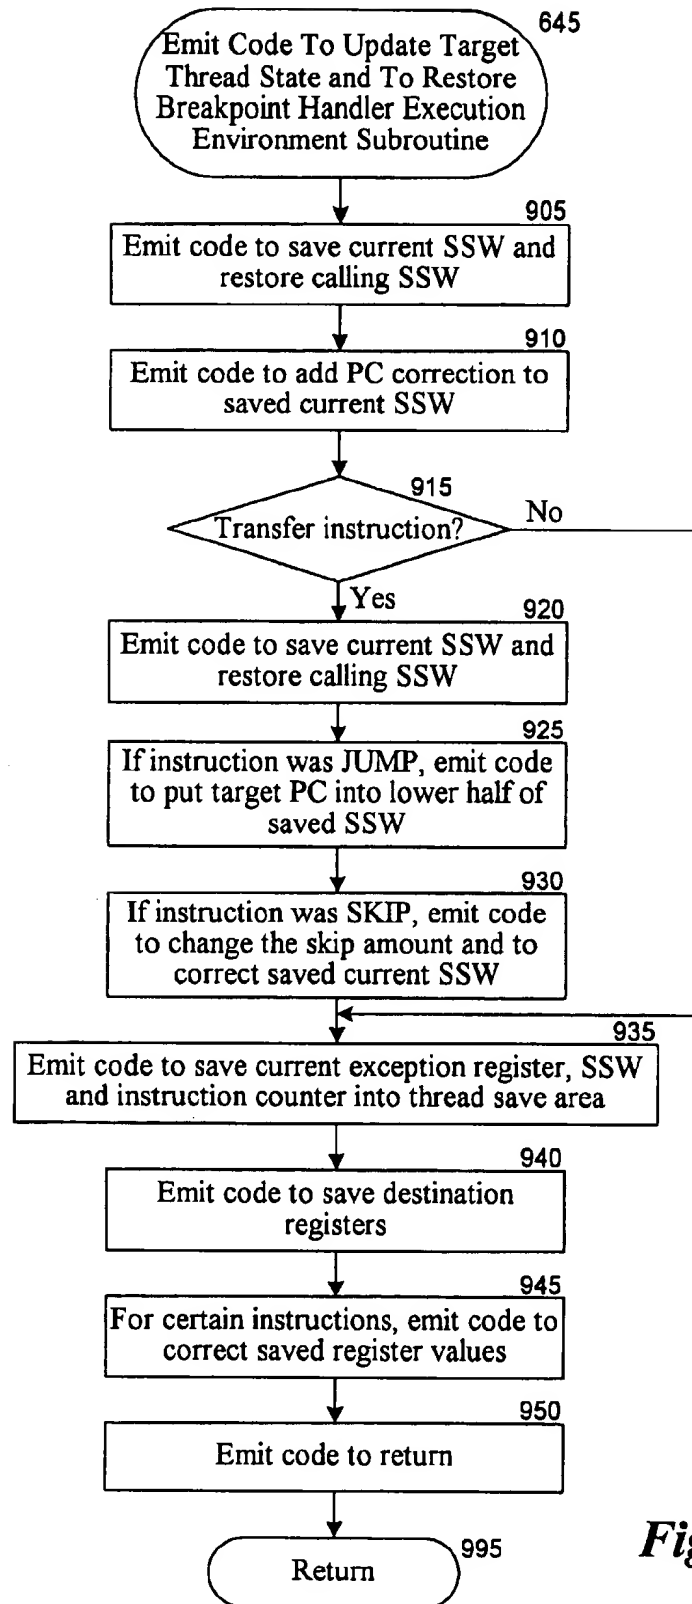 645
Emit Code To Update Target
Thread State and To Restore
Breakpoint Handler Execution
Environment Subroutine
905
Emit code to save current SSW and
restore calling SSW
910
Emit code to add PC correction to
saved current SSW
915
Transfer instruction?
No
Yes
920
Emit code to save current SSW and
restore calling SSW
925
If instruction was JUMP, emit code
to put target PC into lower half of
saved SSW
930
If instruction was SKIP, emit code
to change the skip amount and to
correct saved current SSW
935
Emit code to save current exception register, SSW
and instruction counter into thread save area
940
Emit code to save destination
registers
945
For certain instructions, emit code to
correct saved register values
950
Emit code to return
995
Return
Fig